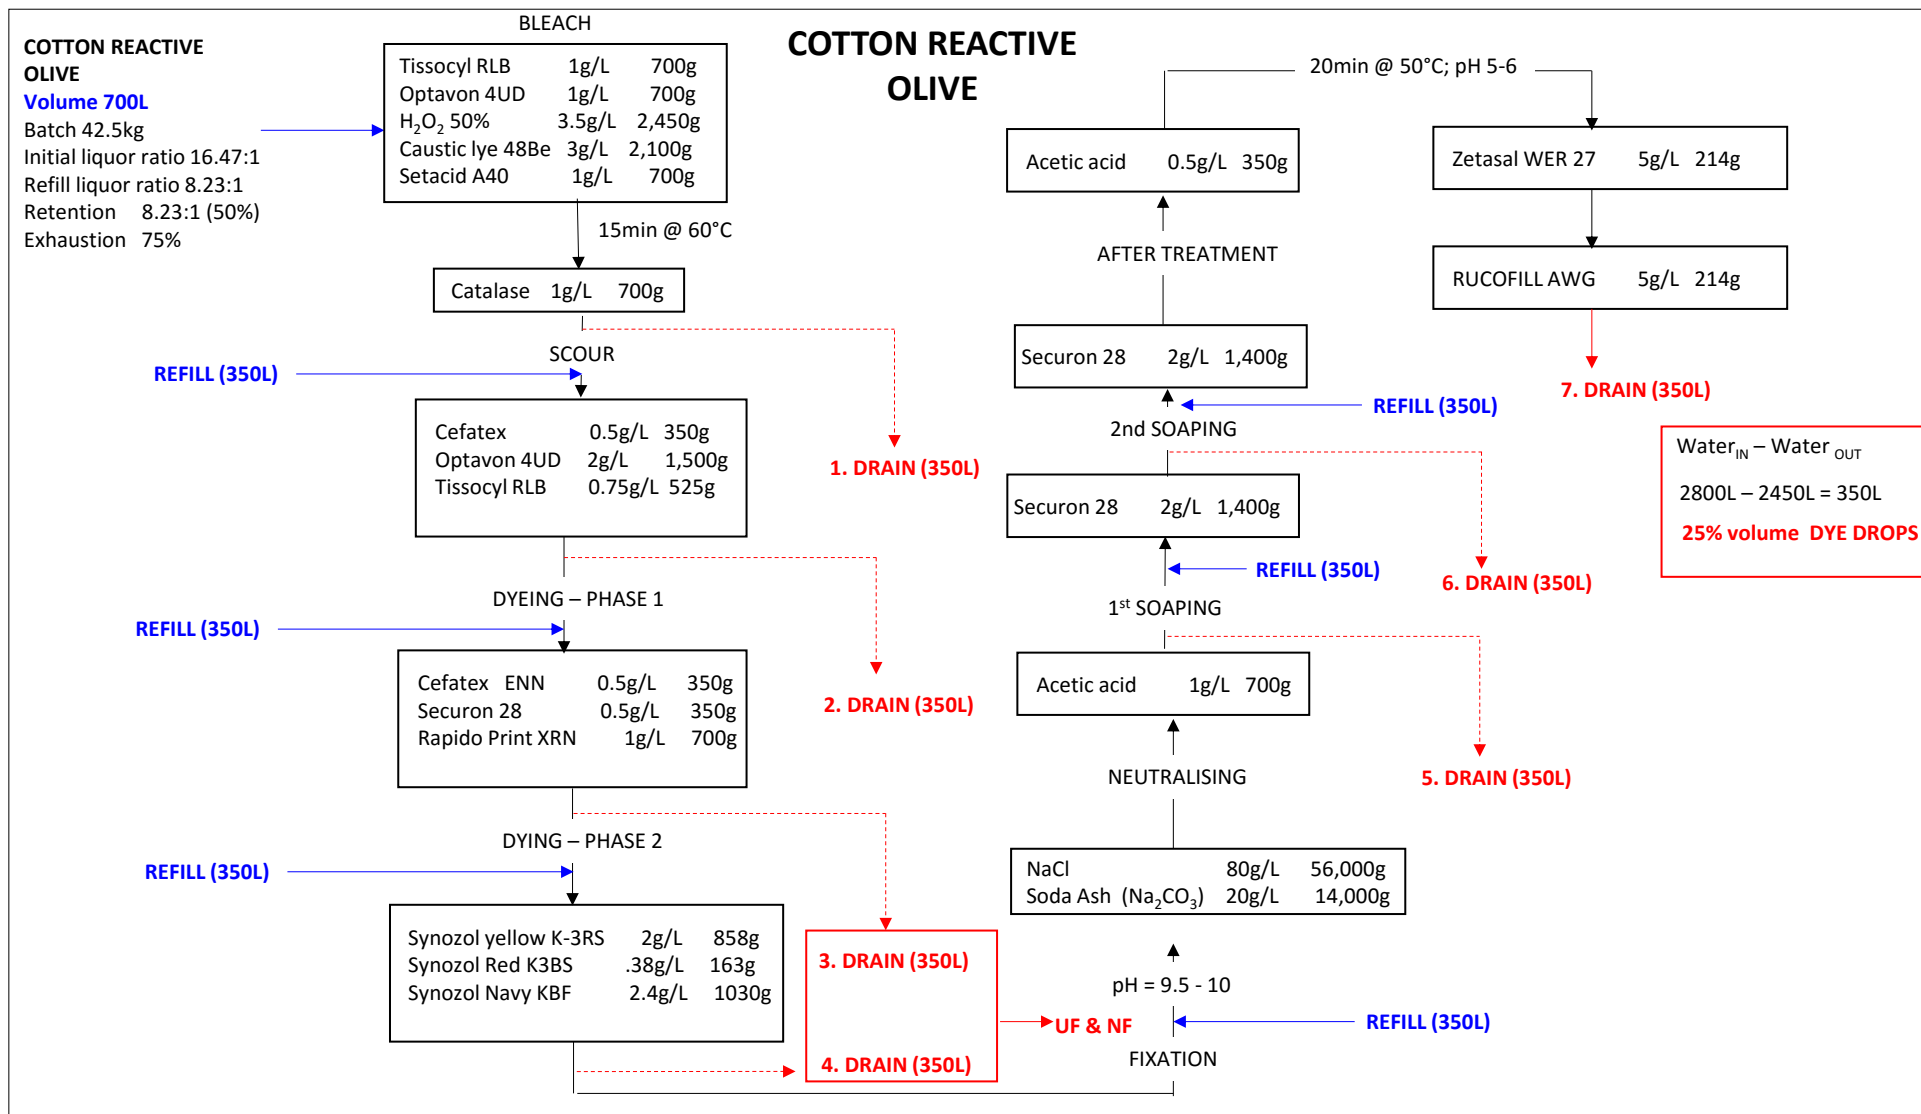 COTTON REACTIVE
OLIVE
COTTON REACTIVE
OLIVE
Volume 700L
Batch 42.5kg
Initial liquor ratio 16.47:1
Refill liquor ratio 8.23:1
Retention 8.23:1 (50%)
Exhaustion 75%
BLEACH
Tissocyl RLB 1g/L 700g
Optavon 4UD 1g/L 700g
H₂O₂ 50% 3.5g/L 2,450g
Caustic lye 48Be 3g/L 2,100g
Setacid A40 1g/L 700g
15min @ 60°C
Catalase 1g/L 700g
SCOUR
REFILL (350L)
1. DRAIN (350L)
Cefatex 0.5g/L 350g
Optavon 4UD 2g/L 1,500g
Tissocyl RLB 0.75g/L 525g
DYEING – PHASE 1
REFILL (350L)
2. DRAIN (350L)
Cefatex ENN 0.5g/L 350g
Securon 28 0.5g/L 350g
Rapido Print XRN 1g/L 700g
DYING – PHASE 2
REFILL (350L)
Synozol yellow K-3RS 2g/L 858g
Synozol Red K3BS .38g/L 163g
Synozol Navy KBF 2.4g/L 1030g
3. DRAIN (350L)
4. DRAIN (350L)
UF & NF
FIXATION
REFILL (350L)
pH = 9.5 - 10
NaCl 80g/L 56,000g
Soda Ash (Na₂CO₃) 20g/L 14,000g
NEUTRALISING
Acetic acid 1g/L 700g
5. DRAIN (350L)
1st SOAPING
REFILL (350L)
Securon 28 2g/L 1,400g
6. DRAIN (350L)
2nd SOAPING
REFILL (350L)
Securon 28 2g/L 1,400g
AFTER TREATMENT
Acetic acid 0.5g/L 350g
20min @ 50°C; pH 5-6
Zetasal WER 27 5g/L 214g
RUCOFILL AWG 5g/L 214g
7. DRAIN (350L)
Water IN – Water OUT
2800L – 2450L = 350L
25% volume DYE DROPS